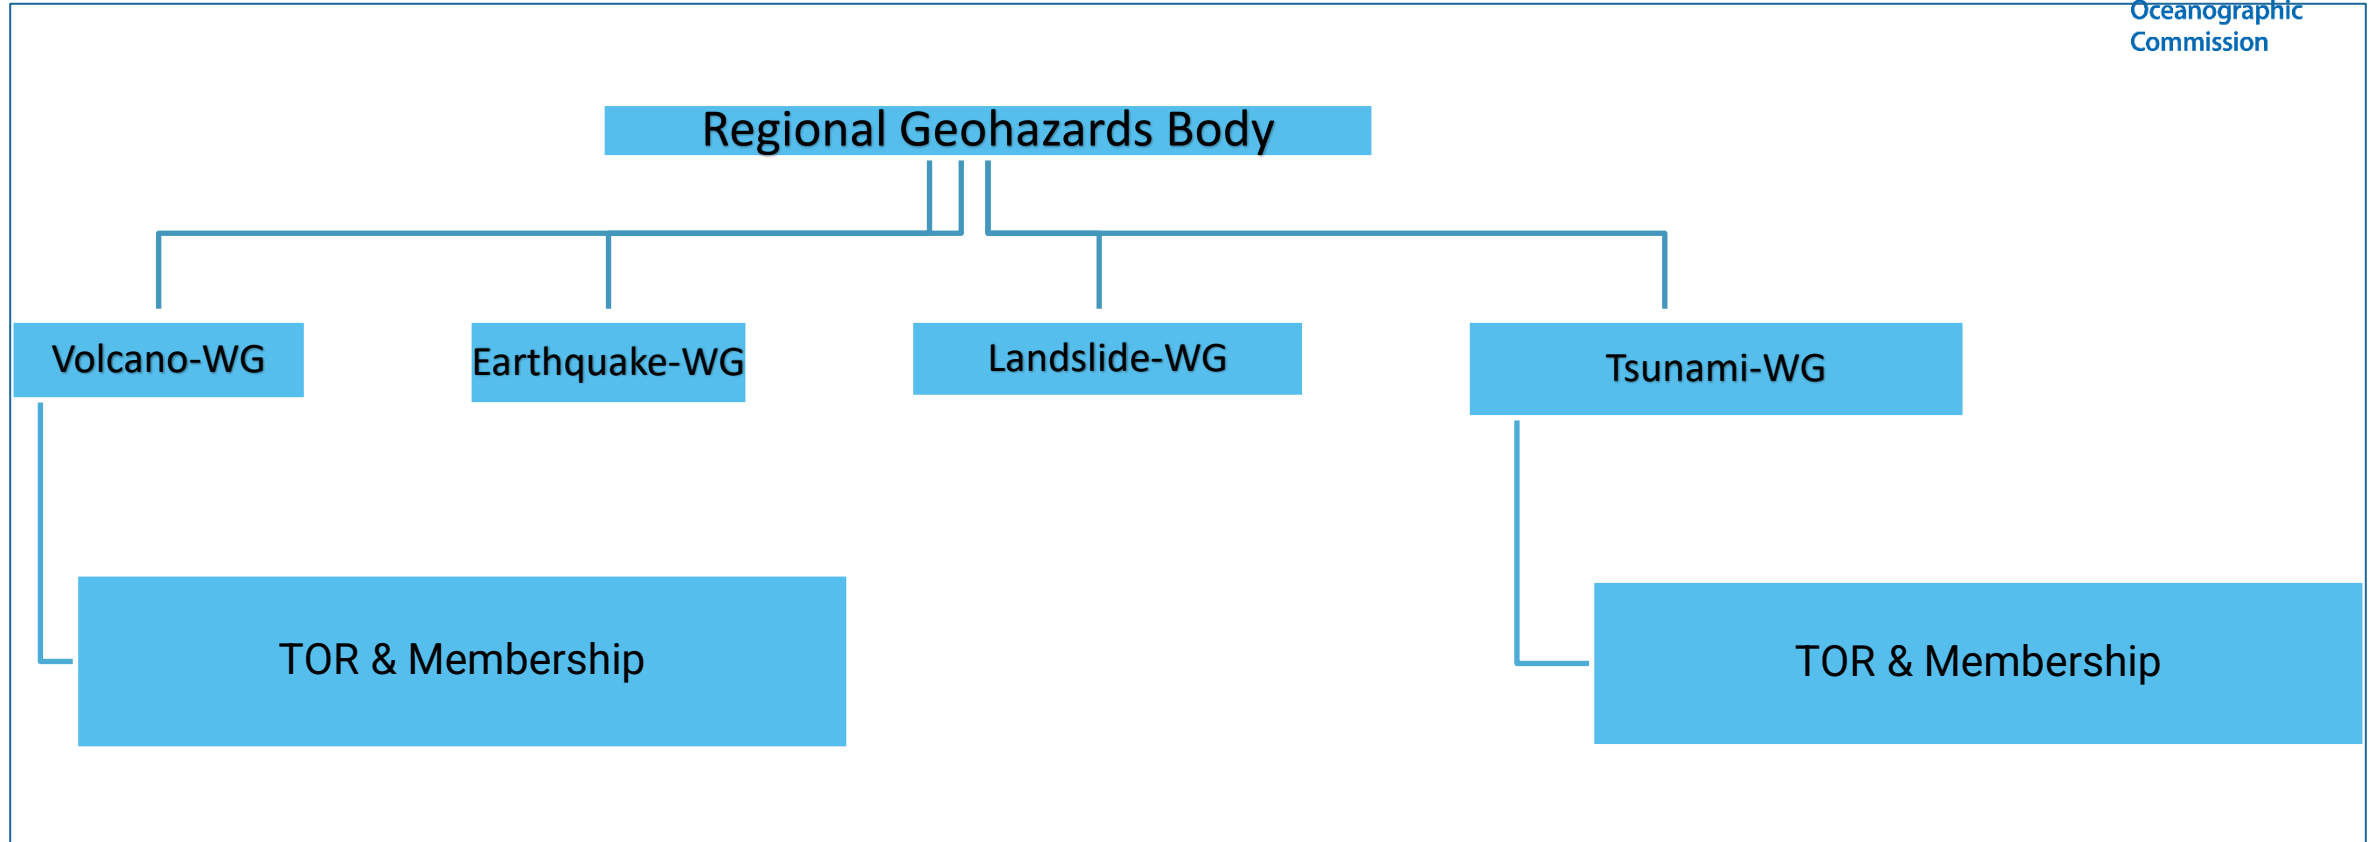 Oceanographic
Commission
Regional Geohazards Body
Volcano-WG
Earthquake-WG
Landslide-WG
Tsunami-WG
TOR & Membership
TOR & Membership